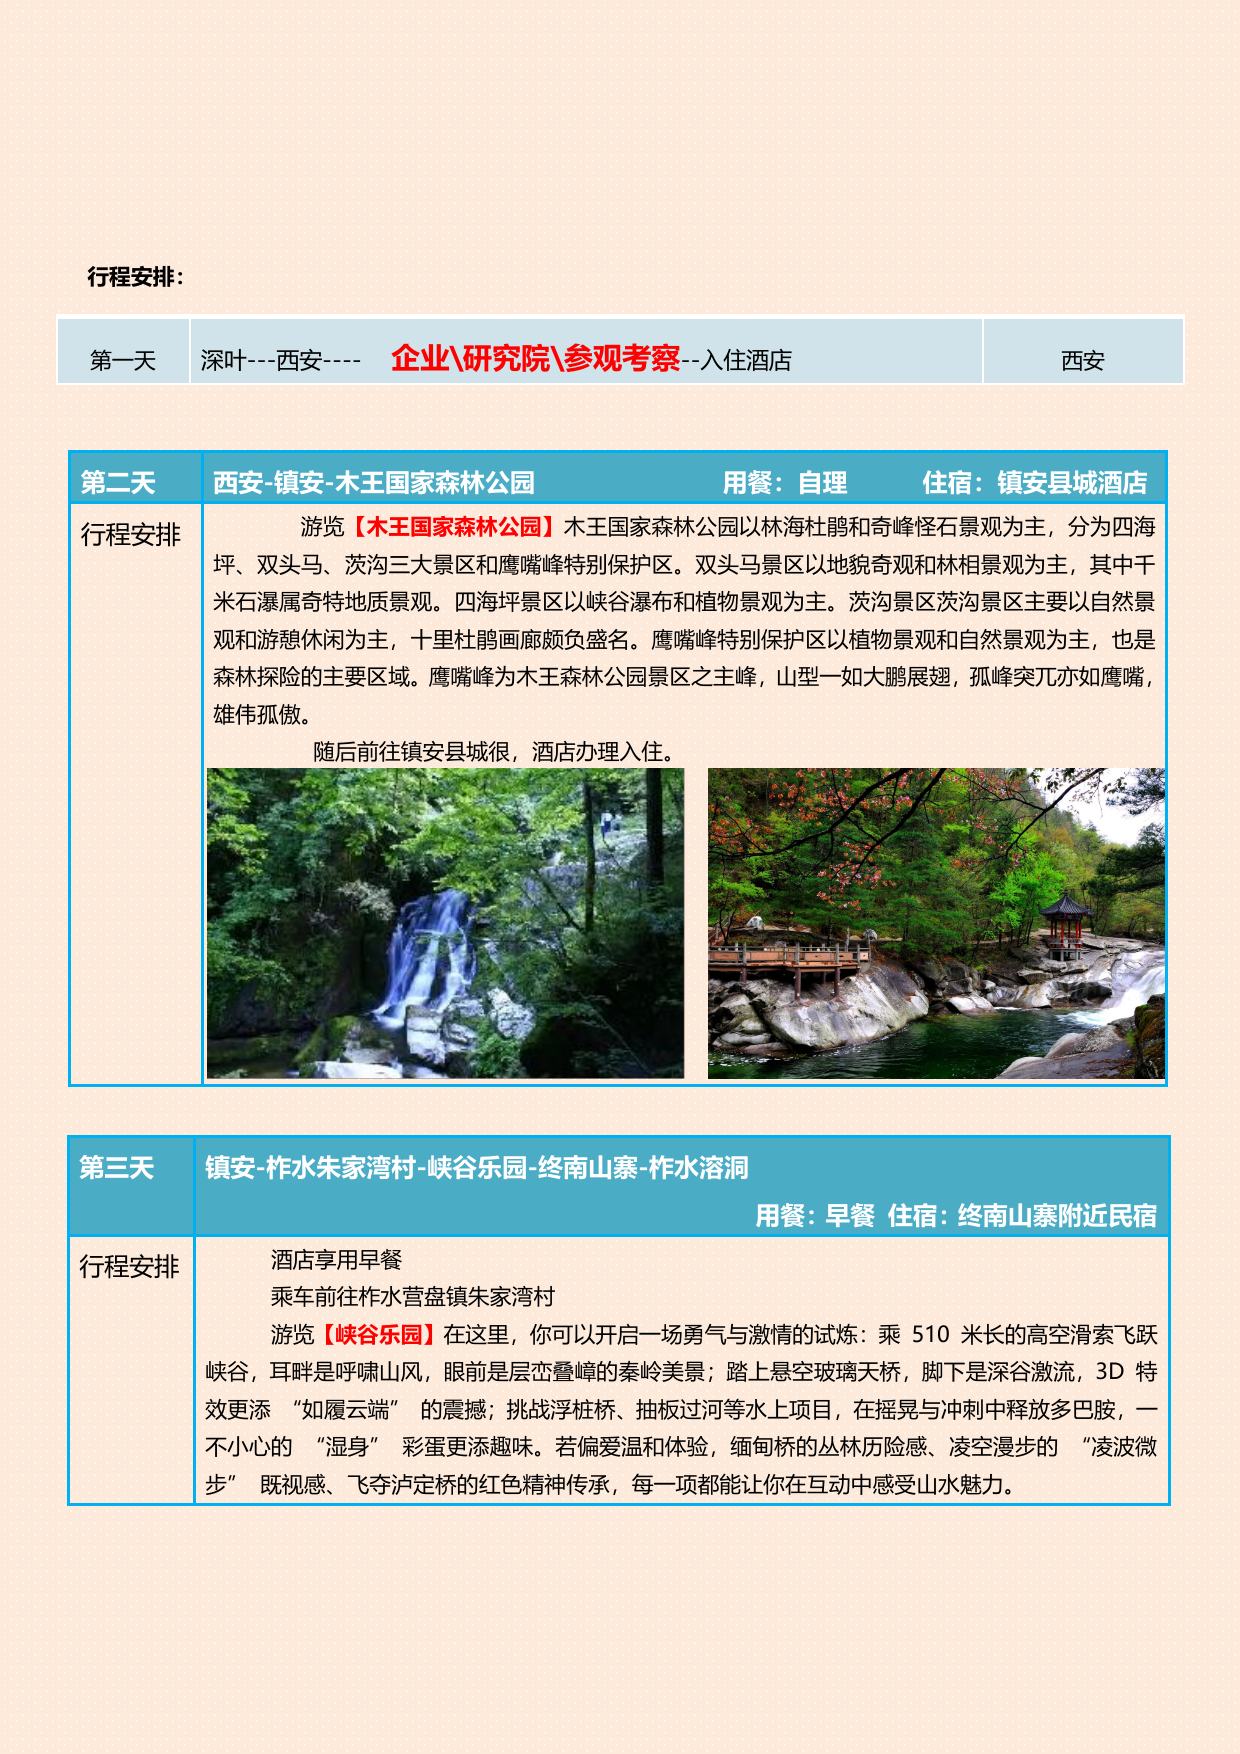 行程安排：
第一天 深叶---西安---- 企业\研究院\参观考察--入住酒店 西安
第二天 西安-镇安-木王国家森林公园 用餐：自理 住宿：镇安县城酒店
行程安排
游览【木王国家森林公园】木王国家森林公园以林海杜鹃和奇峰怪石景观为主，分为四海
坪、双头马、茨沟三大景区和鹰嘴峰特别保护区。双头马景区以地貌奇观和林相景观为主，其中千
米石瀑属奇特地质景观。四海坪景区以峡谷瀑布和植物景观为主。茨沟景区茨沟景区主要以自然景
观和游憩休闲为主，十里杜鹃画廊颇负盛名。鹰嘴峰特别保护区以植物景观和自然景观为主，也是
森林探险的主要区域。鹰嘴峰为木王森林公园景区之主峰，山型一如大鹏展翅，孤峰突兀亦如鹰嘴，
雄伟孤傲。
随后前往镇安县城很，酒店办理入住。
第三天 镇安-柞水朱家湾村-峡谷乐园-终南山寨-柞水溶洞
用餐：早餐 住宿：终南山寨附近民宿
行程安排
酒店享用早餐
乘车前往柞水营盘镇朱家湾村
游览【峡谷乐园】在这里，你可以开启一场勇气与激情的试炼：乘 510 米长的高空滑索飞跃
峡谷，耳畔是呼啸山风，眼前是层峦叠嶂的秦岭美景；踏上悬空玻璃天桥，脚下是深谷激流，3D 特
效更添 “如履云端” 的震撼；挑战浮桩桥、抽板过河等水上项目，在摇晃与冲刺中释放多巴胺，一
不小心的 “湿身” 彩蛋更添趣味。若偏爱温和体验，缅甸桥的丛林历险感、凌空漫步的 “凌波微
步” 既视感、飞夺泸定桥的红色精神传承，每一项都能让你在互动中感受山水魅力。